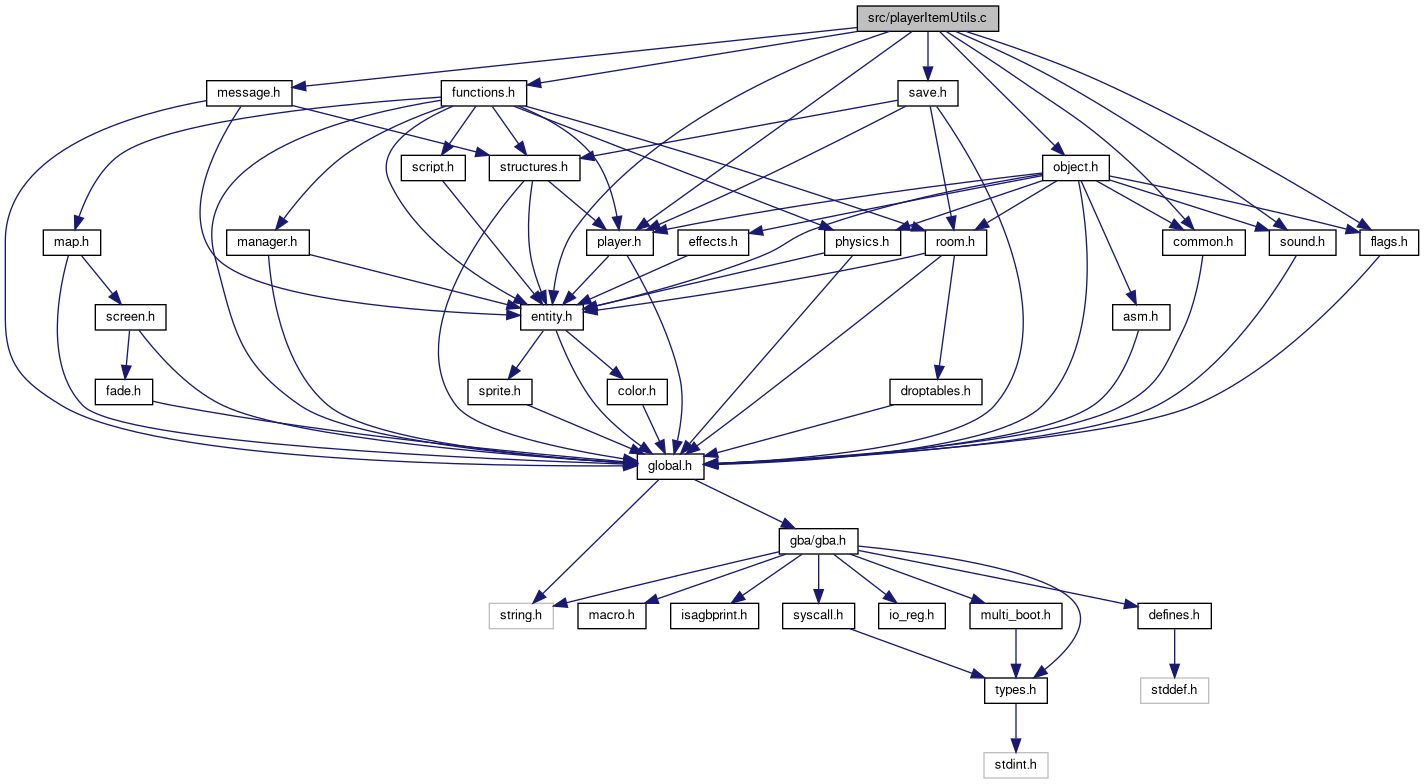 src/playerItemUtils.c
message.h
functions.h
save.h
script.h
structures.h
object.h
map.h
manager.h
player.h
effects.h
physics.h
room.h
common.h
sound.h
flags.h
screen.h
entity.h
asm.h
fade.h
sprite.h
color.h
droptables.h
global.h
gba/gba.h
string.h
macro.h
isagbprint.h
syscall.h
io_reg.h
multi_boot.h
defines.h
types.h
stddef.h
stdint.h